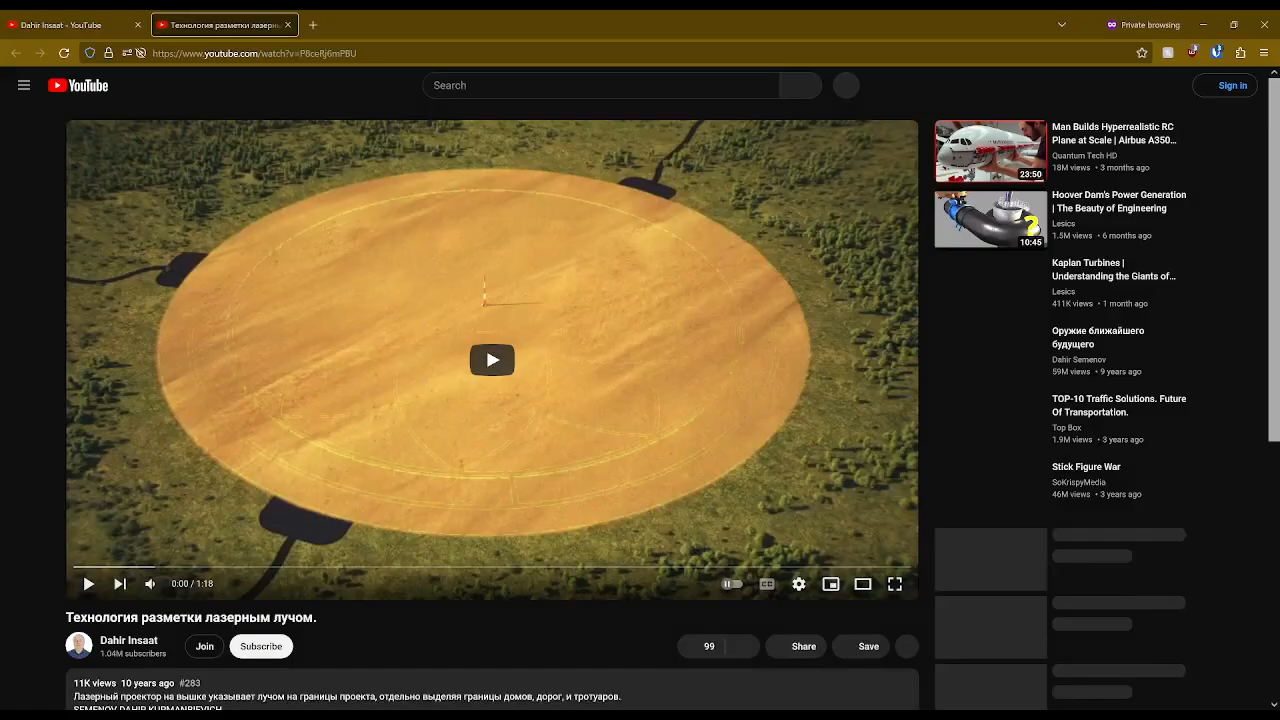 Dahir Insaat - YouTube
Технология разметки лазерны
Private browsing
https://www.youtube.com/watch?v=P8ceRj6mPBU
YouTube
Search
Sign in
0:00 / 1:18
CC
Технология разметки лазерным лучом.
Dahir Insaat
1.04M subscribers
Join
Subscribe
99
Share
Save
11K views 10 years ago #283
Лазерный проектор на вышке указывает лучом на границы проекта, отдельно выделяя границы домов, дорог, и тротуаров.
SEMENOV DAHIR KURMANBIEVICH
23:50
Man Builds Hyperrealistic RC
Plane at Scale | Airbus A350...
Quantum Tech HD
18M views • 3 months ago
10:45
Hoover Dam's Power Generation
| The Beauty of Engineering
Lesics
1.5M views • 6 months ago
Kaplan Turbines |
Understanding the Giants of...
Lesics
411K views • 1 month ago
Оружие ближайшего
будущего
Dahir Semenov
59M views • 9 years ago
TOP-10 Traffic Solutions. Future
Of Transportation.
Top Box
1.9M views • 3 years ago
Stick Figure War
SoKrispyMedia
46M views • 3 years ago